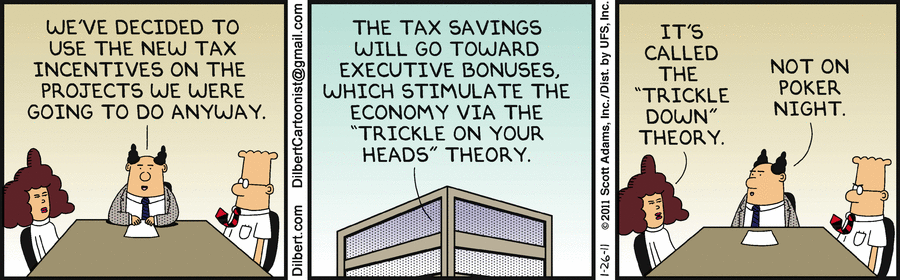 WE'VE DECIDED TO
USE THE NEW TAX
INCENTIVES ON THE
PROJECTS WE WERE
GOING TO DO ANYWAY.
Dilbert.com DilbertCartoonist@gmail.com
THE TAX SAVINGS
WILL GO TOWARD
EXECUTIVE BONUSES,
WHICH STIMULATE THE
ECONOMY VIA THE
"TRICKLE ON YOUR
HEADS" THEORY.
1-26-11 ©2011 Scott Adams, Inc./Dist. by UFS, Inc.
IT'S
CALLED
THE
"TRICKLE
DOWN"
THEORY.
NOT ON
POKER
NIGHT.